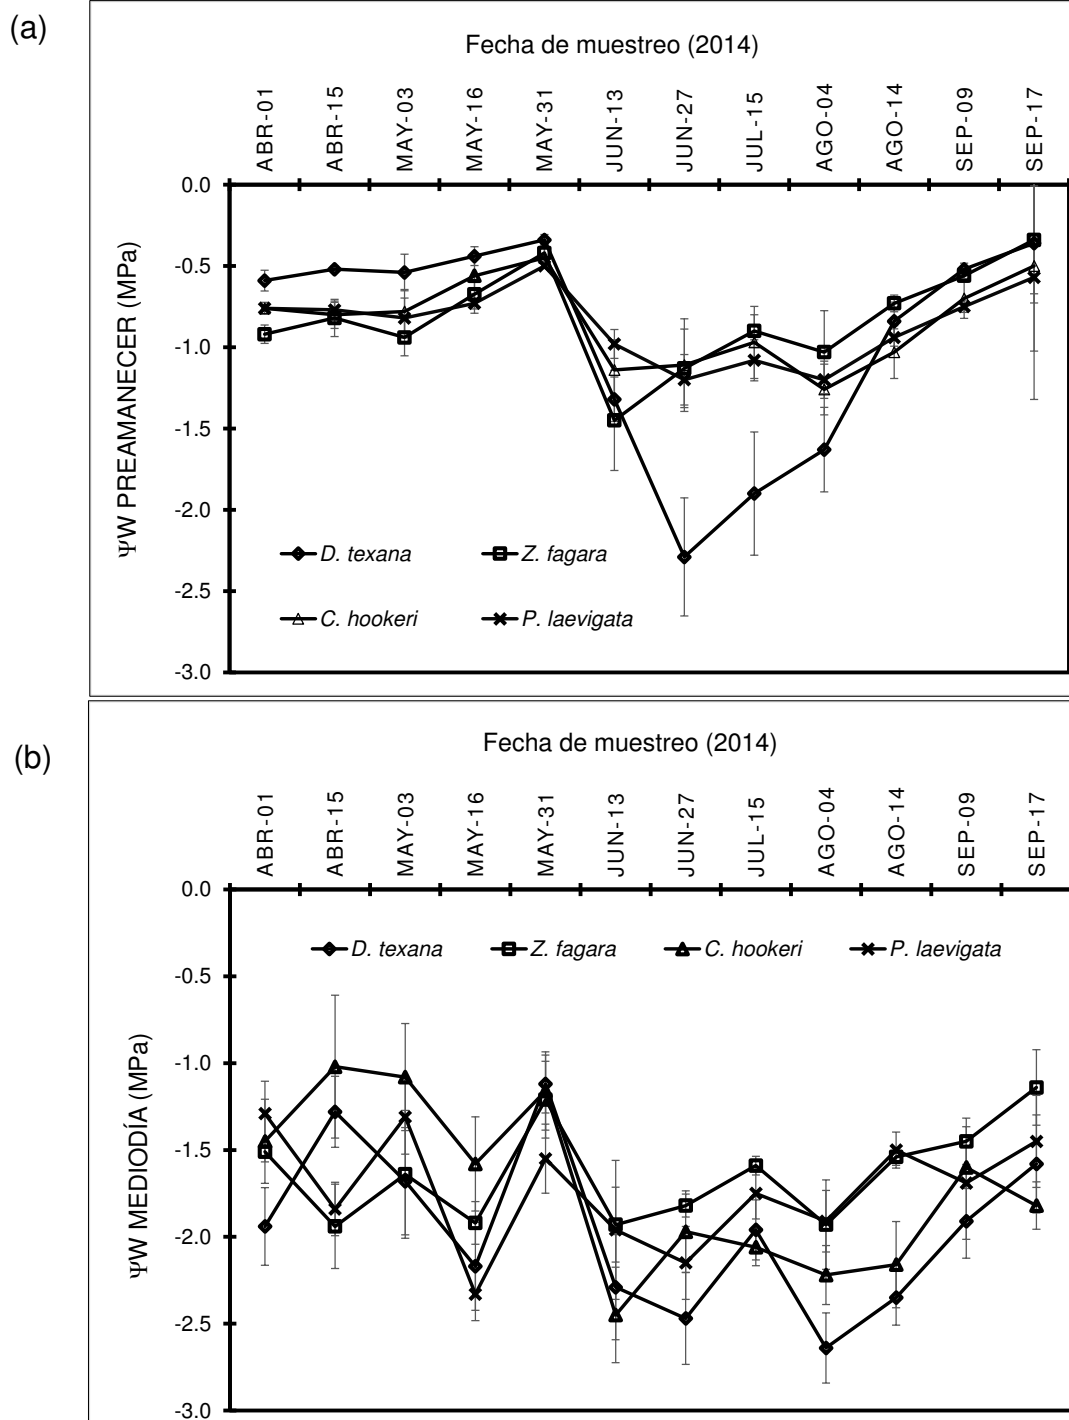 (a)
Fecha de muestreo (2014)
ABR-01
ABR-15
MAY-03
MAY-16
MAY-31
JUN-13
JUN-27
JUL-15
AGO-04
AGO-14
SEP-09
SEP-17
ΨW PREAMANECER (MPa)
0.0
-0.5
-1.0
-1.5
-2.0
-2.5
-3.0
D. texana
Z. fagara
C. hookeri
P. laevigata
(b)
Fecha de muestreo (2014)
ABR-01
ABR-15
MAY-03
MAY-16
MAY-31
JUN-13
JUN-27
JUL-15
AGO-04
AGO-14
SEP-09
SEP-17
ΨW MEDIODÍA (MPa)
0.0
-0.5
-1.0
-1.5
-2.0
-2.5
-3.0
D. texana
Z. fagara
C. hookeri
P. laevigata